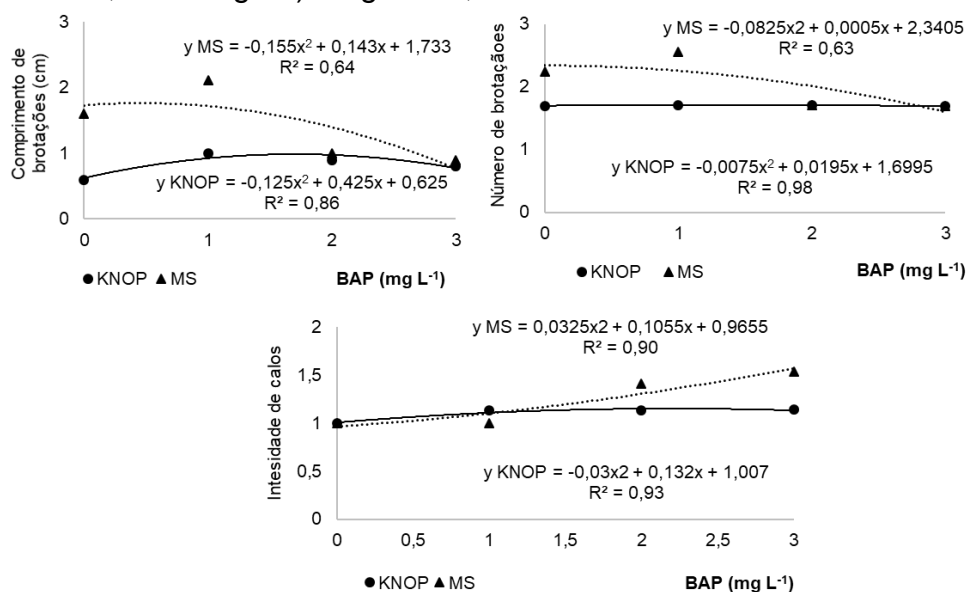 Comprimento de
brotações (cm)
3
2
1
0
y MS = -0,155x² + 0,143x + 1,733
R² = 0,64
y KNOP = -0,125x² + 0,425x + 0,625
R² = 0,86
0 1 2 3
KNOP MS BAP (mg L⁻¹)
Número de brotaçãoes
3
2
1
0
y MS = -0,0825x2 + 0,0005x + 2,3405
R² = 0,63
y KNOP = -0,0075x² + 0,0195x + 1,6995
R² = 0,98
0 1 2 3
KNOP MS BAP (mg L⁻¹)
Intesidade de calos
2
1,5
1
0,5
0
y MS = 0,0325x2 + 0,1055x + 0,9655
R² = 0,90
y KNOP = -0,03x2 + 0,132x + 1,007
R² = 0,93
0 0,5 1 1,5 2 2,5 3
KNOP MS BAP (mg L⁻¹)